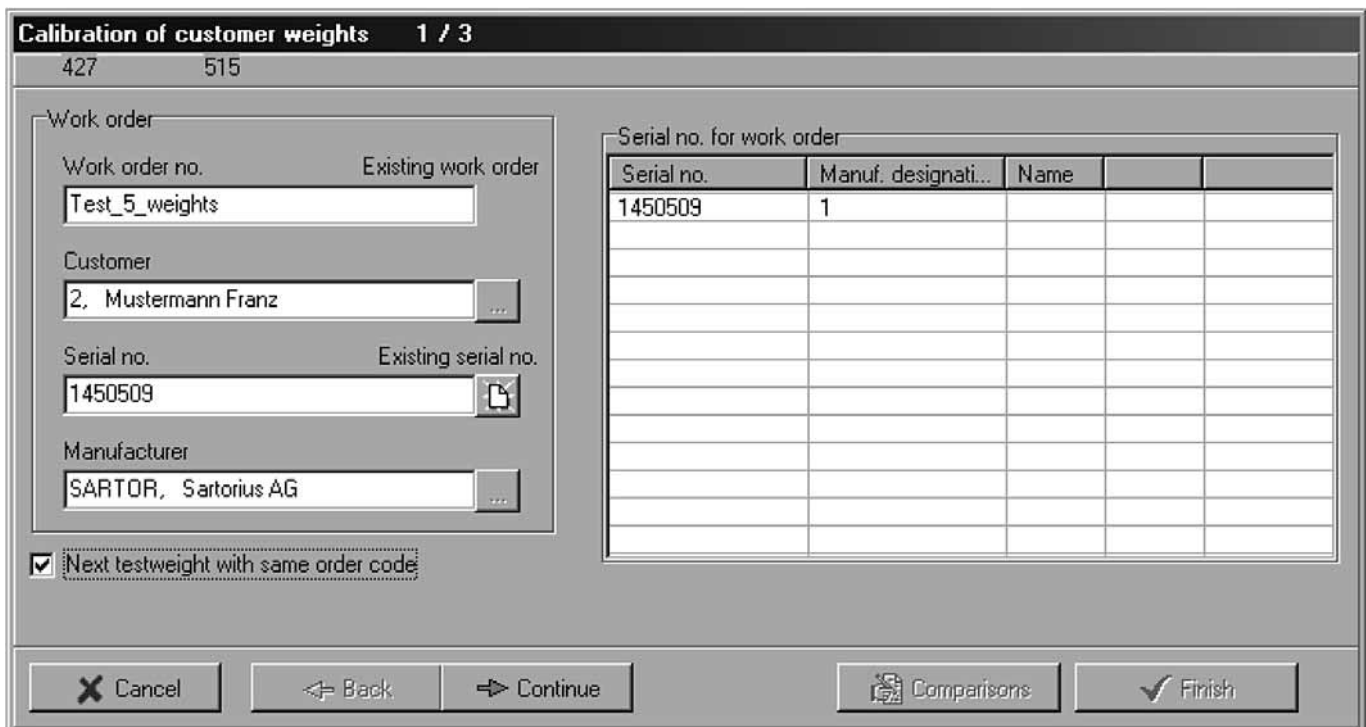 Calibration of customer weights 1 / 3
427 515
Work order
Work order no. Existing work order
Test_5_weights
Customer
2, Mustermann Franz
...
Serial no. Existing serial no.
1450509
Manufacturer
SARTOR, Sartorius AG
...
Next testweight with same order code
Serial no. for work order
Serial no. Manuf. designati... Name
1450509 1
Cancel Back Continue Comparisons Finish